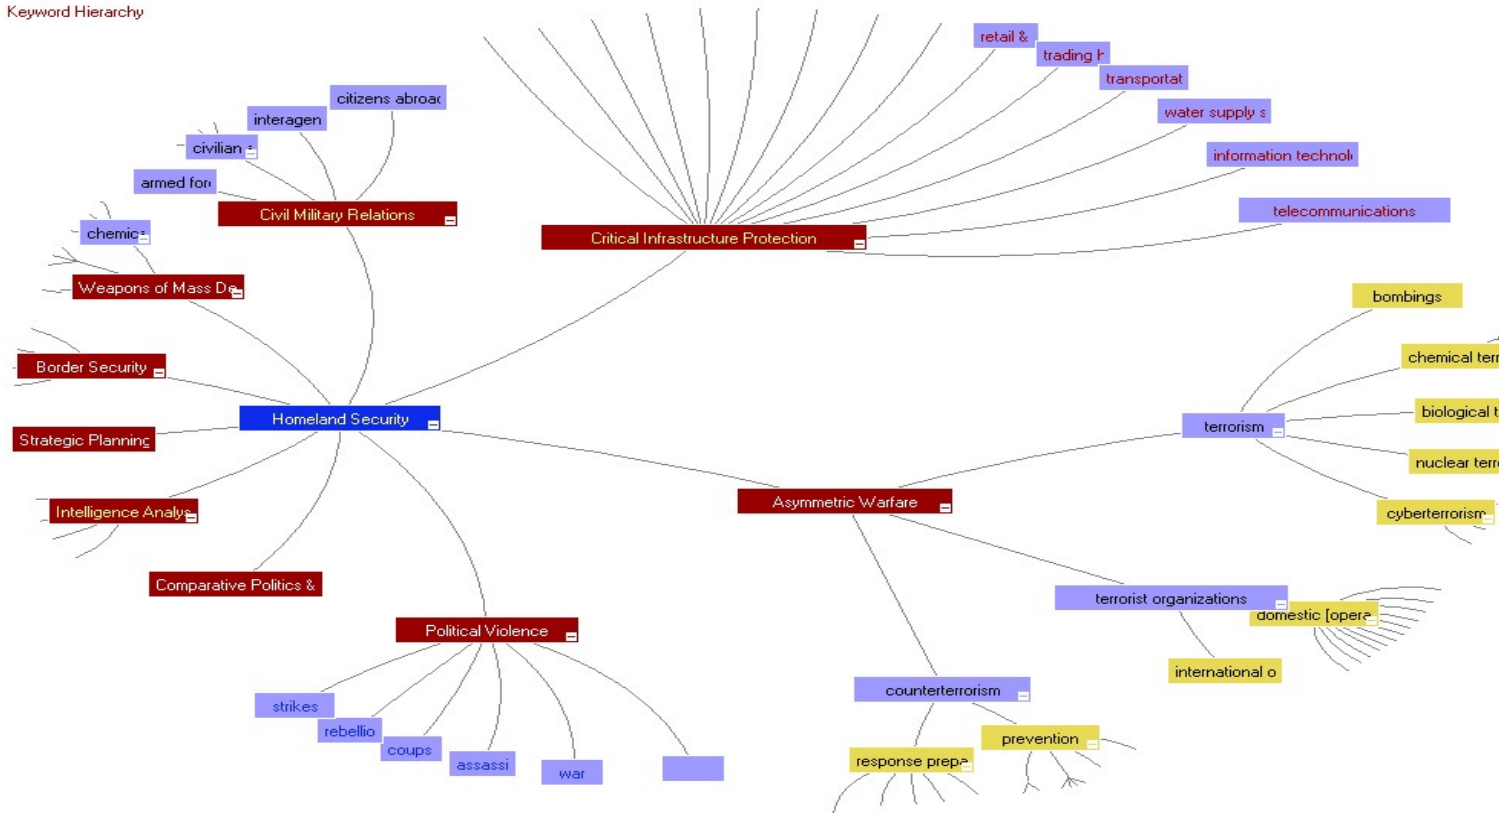 Keyword Hierarchy
retail &
trading h
transportat
water supply s
information technol
telecommunications
citizens abroad
interagen
civilian
armed for
Civil Military Relations
Critical Infrastructure Protection
chemic
Weapons of Mass De
bombings
Border Security
chemical terr
Homeland Security
biological t
terrorism
Strategic Planning
nuclear terr
Asymmetric Warfare
Intelligence Analys
cyberterrorism
Comparative Politics &
terrorist organizations
domestic [opera
Political Violence
international o
counterterrorism
strikes
rebellio
coups
assassi
war
prevention
response prepa